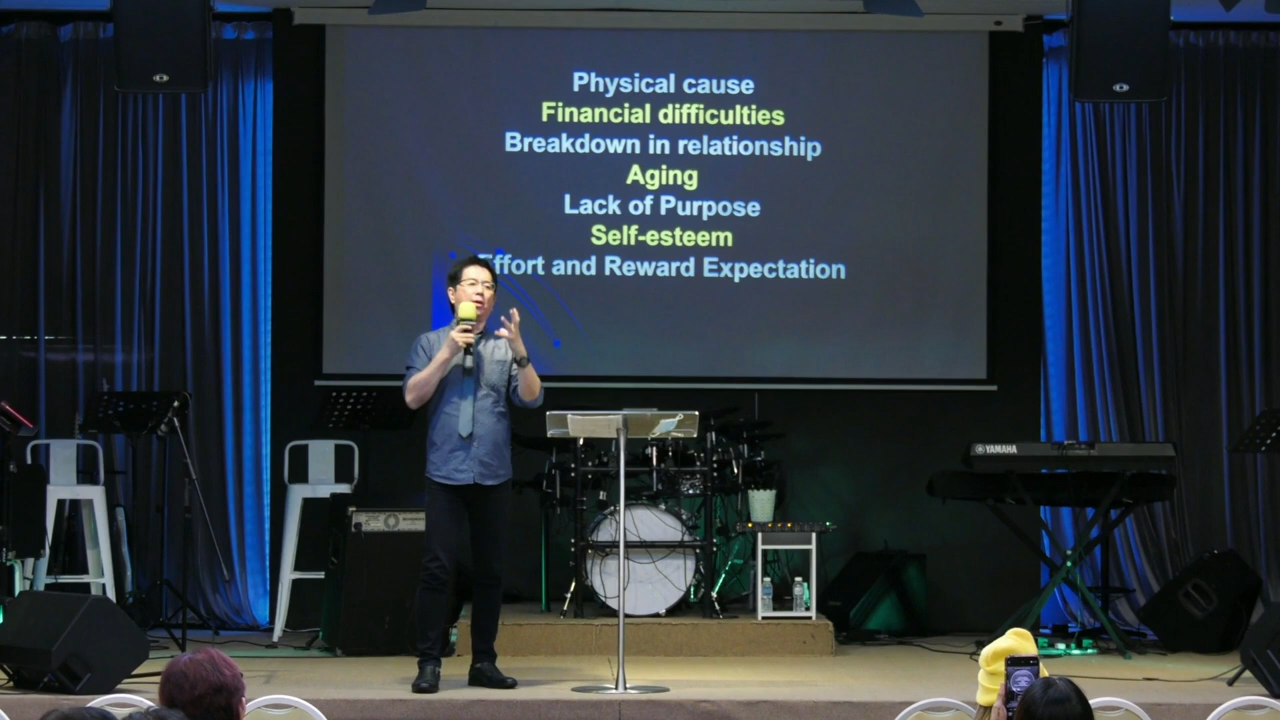 Physical cause
Financial difficulties
Breakdown in relationship
Aging
Lack of Purpose
Self-esteem
Effort and Reward Expectation
YAMAHA